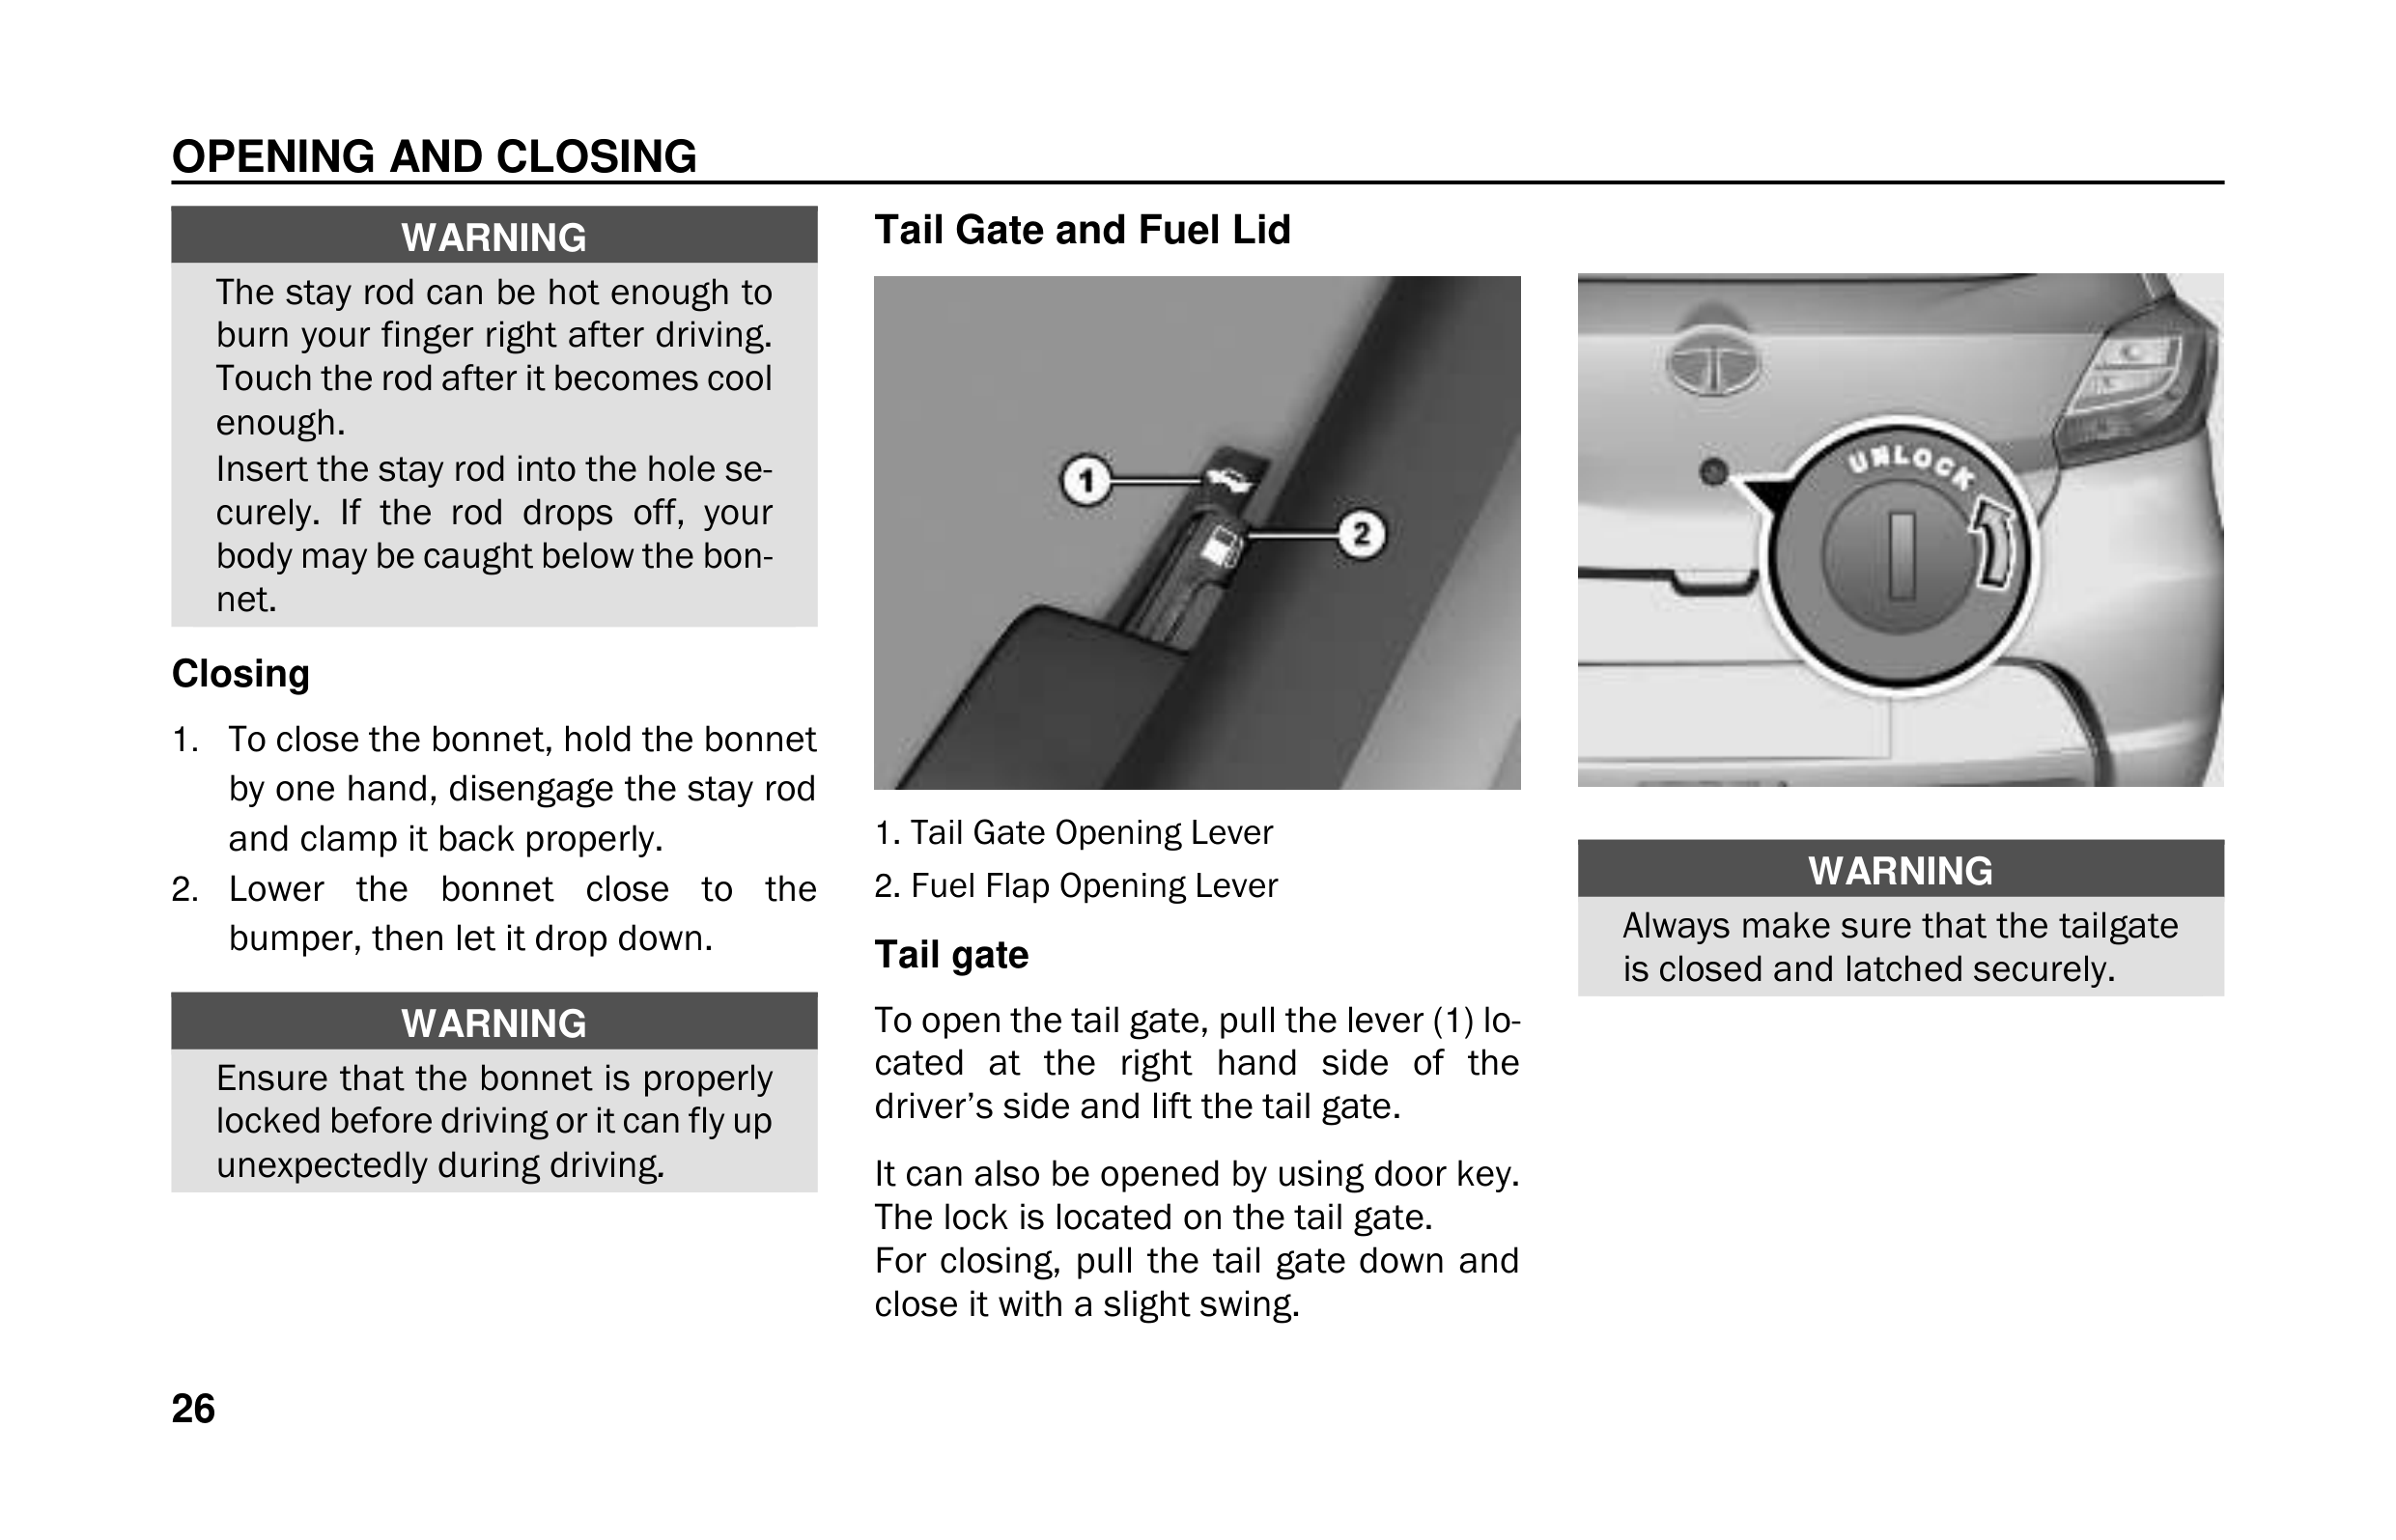 OPENING AND CLOSING
WARNING
The stay rod can be hot enough to
burn your finger right after driving.
Touch the rod after it becomes cool
enough.
Insert the stay rod into the hole se-
curely. If the rod drops off, your
body may be caught below the bon-
net.
Closing
1. To close the bonnet, hold the bonnet
by one hand, disengage the stay rod
and clamp it back properly.
2. Lower the bonnet close to the
bumper, then let it drop down.
WARNING
Ensure that the bonnet is properly
locked before driving or it can fly up
unexpectedly during driving.
Tail Gate and Fuel Lid
1
2
1. Tail Gate Opening Lever
2. Fuel Flap Opening Lever
Tail gate
To open the tail gate, pull the lever (1) lo-
cated at the right hand side of the
driver’s side and lift the tail gate.
It can also be opened by using door key.
The lock is located on the tail gate.
For closing, pull the tail gate down and
close it with a slight swing.
UNLOCK
WARNING
Always make sure that the tailgate
is closed and latched securely.
26